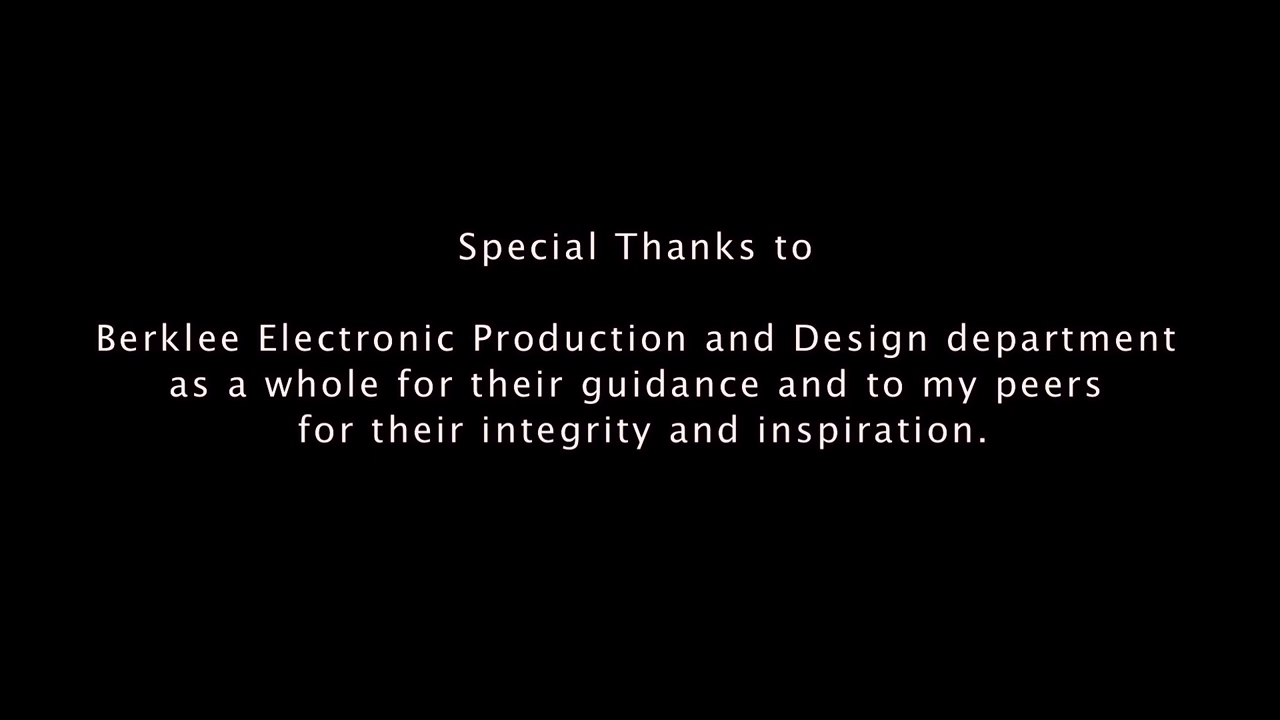 Special Thanks to
Berklee Electronic Production and Design department
as a whole for their guidance and to my peers
for their integrity and inspiration.